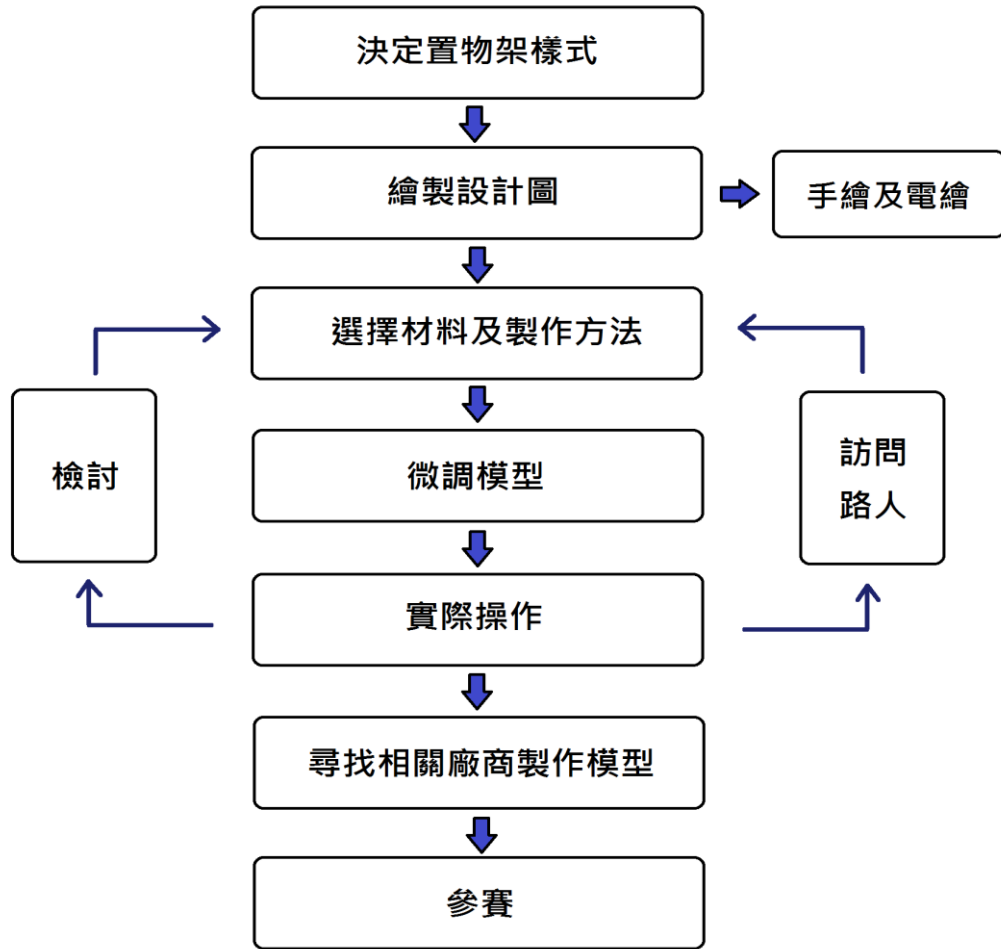 決定置物架樣式
繪製設計圖
手繪及電繪
選擇材料及製作方法
檢討
微調模型
訪問
路人
實際操作
尋找相關廠商製作模型
參賽